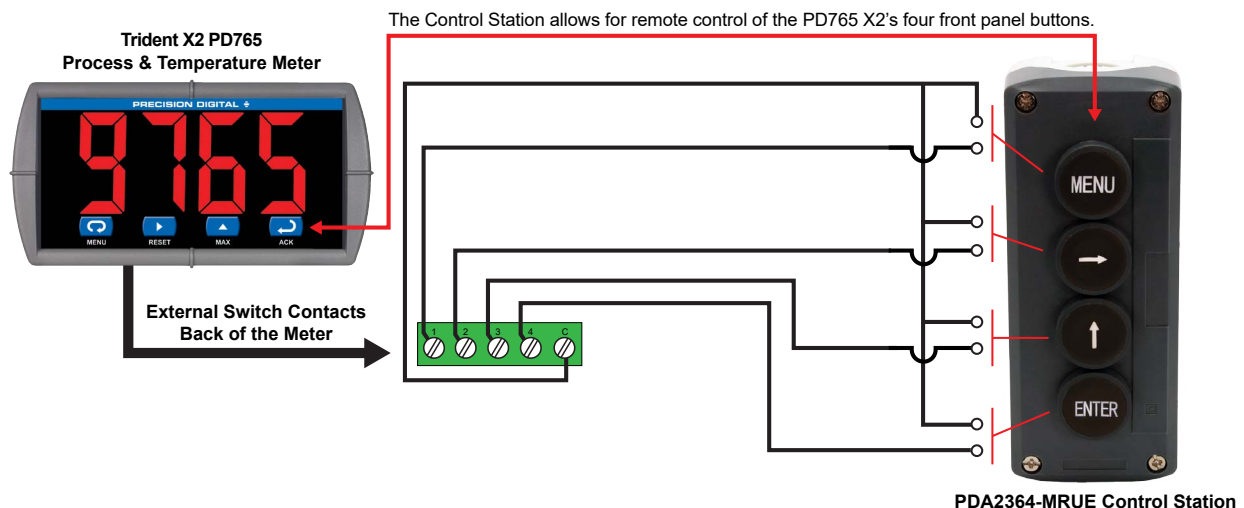 The Control Station allows for remote control of the PD765 X2’s four front panel buttons.
Trident X2 PD765
Process & Temperature Meter
PRECISION DIGITAL
9765
MENU
RESET
MAX
ACK
External Switch Contacts
Back of the Meter
1 2 3 4 C
MENU
ENTER
PDA2364-MRUE Control Station